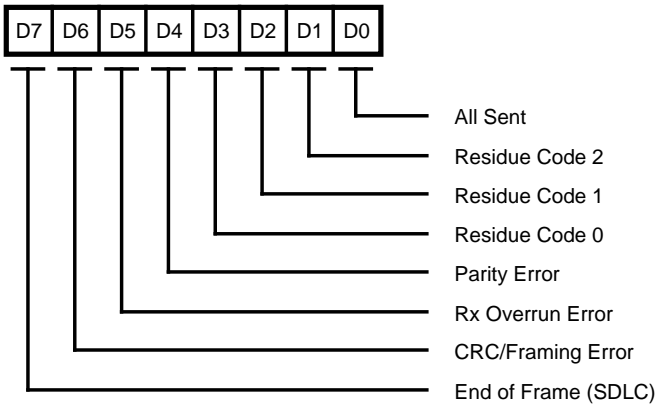 D7 D6 D5 D4 D3 D2 D1 D0
All Sent
Residue Code 2
Residue Code 1
Residue Code 0
Parity Error
Rx Overrun Error
CRC/Framing Error
End of Frame (SDLC)